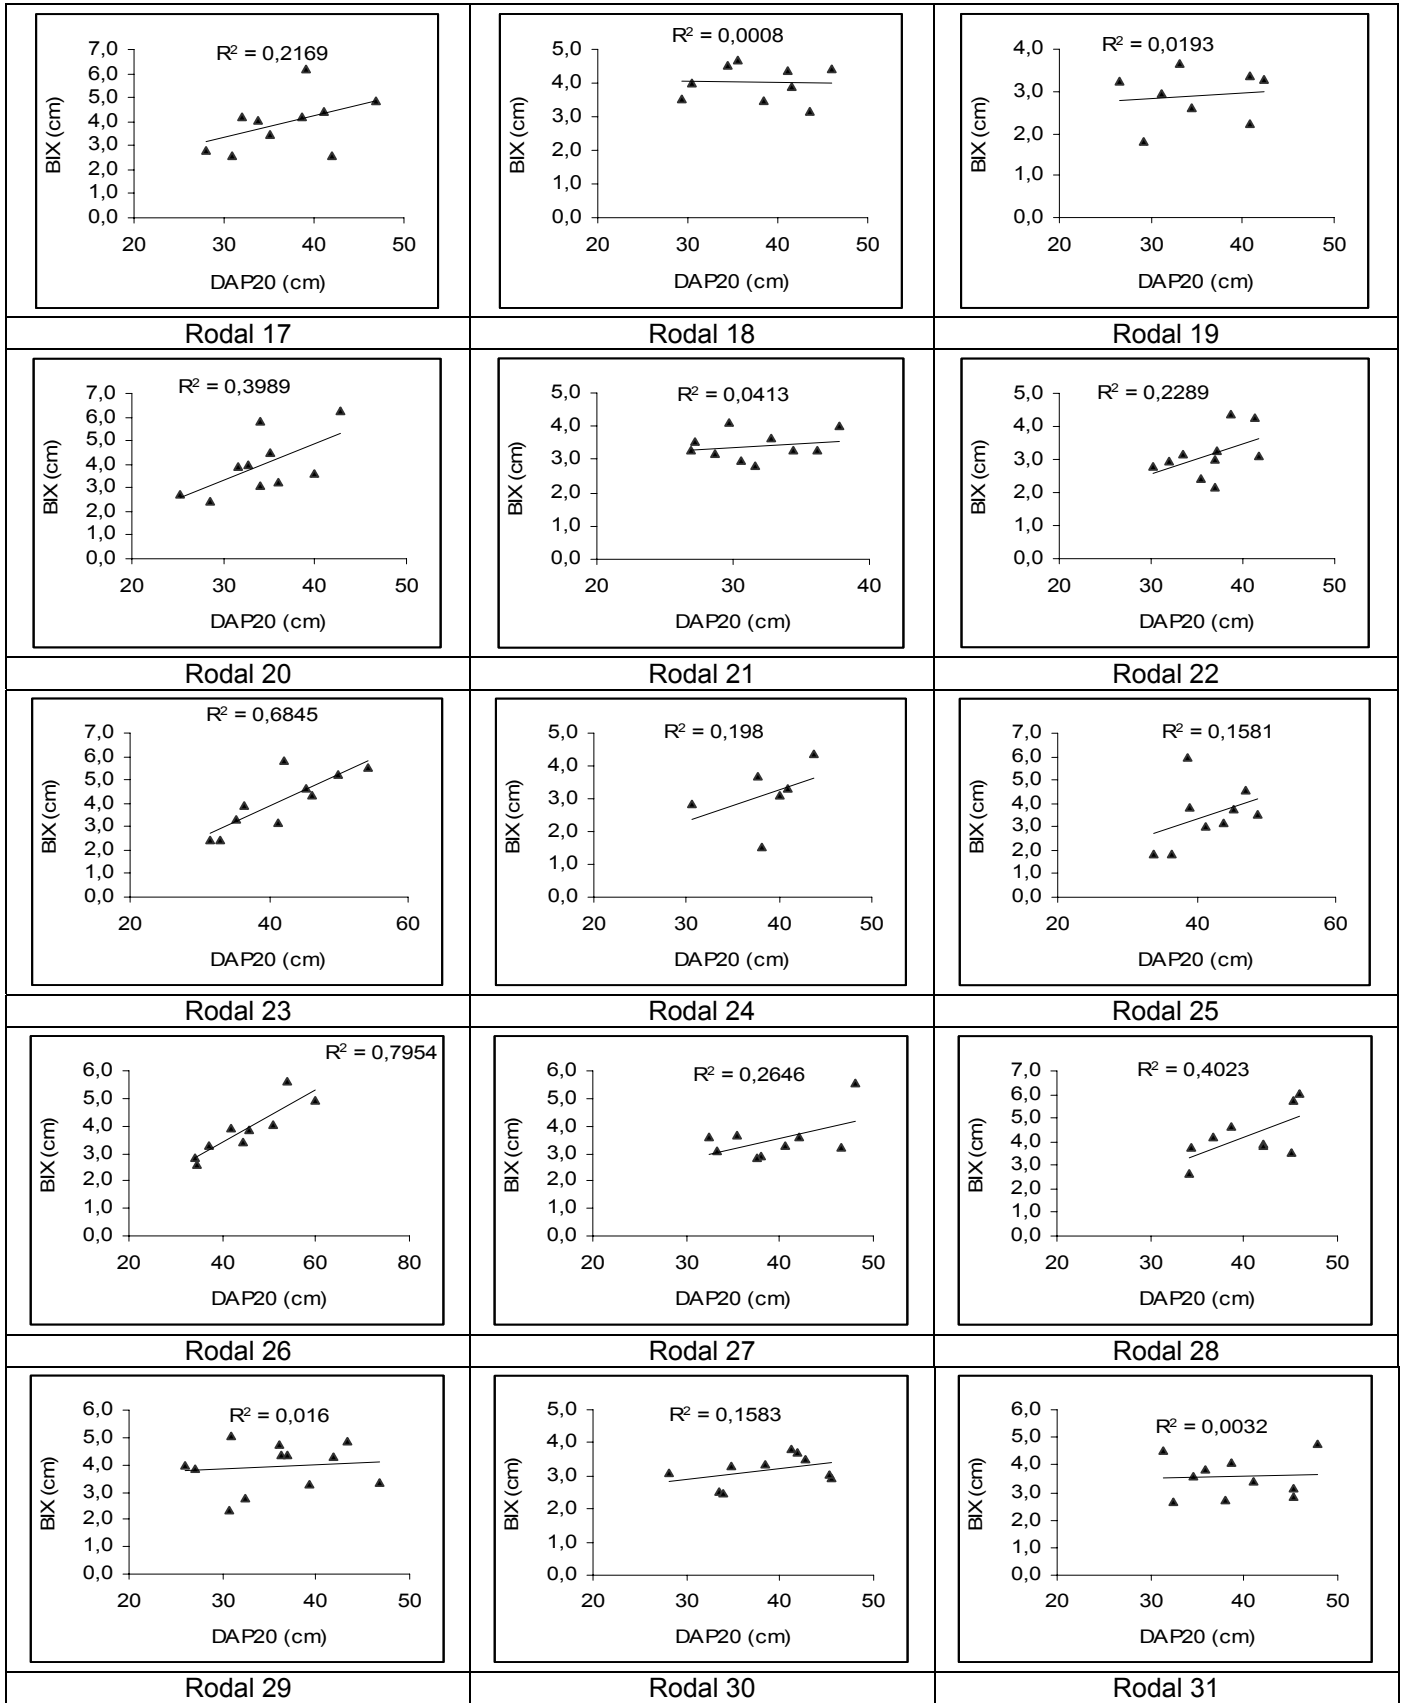 R² = 0,2169
7,0
6,0
5,0
4,0
3,0
2,0
1,0
0,0
BIX (cm)
20 30 40 50
DAP20 (cm)
Rodal 17
R² = 0,0008
5,0
4,0
3,0
2,0
1,0
0,0
BIX (cm)
20 30 40 50
DAP20 (cm)
Rodal 18
R² = 0,0193
4,0
3,0
2,0
1,0
0,0
BIX (cm)
20 30 40 50
DAP20 (cm)
Rodal 19
R² = 0,3989
7,0
6,0
5,0
4,0
3,0
2,0
1,0
0,0
BIX (cm)
20 30 40 50
DAP20 (cm)
Rodal 20
R² = 0,0413
5,0
4,0
3,0
2,0
1,0
0,0
BIX (cm)
20 30 40
DAP20 (cm)
Rodal 21
R² = 0,2289
5,0
4,0
3,0
2,0
1,0
0,0
BIX (cm)
20 30 40 50
DAP20 (cm)
Rodal 22
R² = 0,6845
7,0
6,0
5,0
4,0
3,0
2,0
1,0
0,0
BIX (cm)
20 40 60
DAP20 (cm)
Rodal 23
R² = 0,198
5,0
4,0
3,0
2,0
1,0
0,0
BIX (cm)
20 30 40 50
DAP20 (cm)
Rodal 24
R² = 0,1581
7,0
6,0
5,0
4,0
3,0
2,0
1,0
0,0
BIX (cm)
20 40 60
DAP20 (cm)
Rodal 25
R² = 0,7954
6,0
5,0
4,0
3,0
2,0
1,0
0,0
BIX (cm)
20 40 60 80
DAP20 (cm)
Rodal 26
R² = 0,2646
6,0
5,0
4,0
3,0
2,0
1,0
0,0
BIX (cm)
20 30 40 50
DAP20 (cm)
Rodal 27
R² = 0,4023
7,0
6,0
5,0
4,0
3,0
2,0
1,0
0,0
BIX (cm)
20 30 40 50
DAP20 (cm)
Rodal 28
R² = 0,016
6,0
5,0
4,0
3,0
2,0
1,0
0,0
BIX (cm)
20 30 40 50
DAP20 (cm)
Rodal 29
R² = 0,1583
5,0
4,0
3,0
2,0
1,0
0,0
BIX (cm)
20 30 40 50
DAP20 (cm)
Rodal 30
R² = 0,0032
6,0
5,0
4,0
3,0
2,0
1,0
0,0
BIX (cm)
20 30 40 50
DAP20 (cm)
Rodal 31